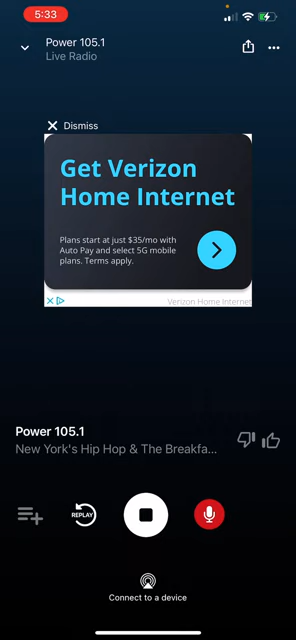 5:33
Power 105.1
Live Radio
Dismiss
Get Verizon
Home Internet
Plans start at just $35/mo with
Auto Pay and select 5G mobile
plans. Terms apply.
Verizon Home Internet
Power 105.1
New York's Hip Hop & The Breakfa...
REPLAY
Connect to a device